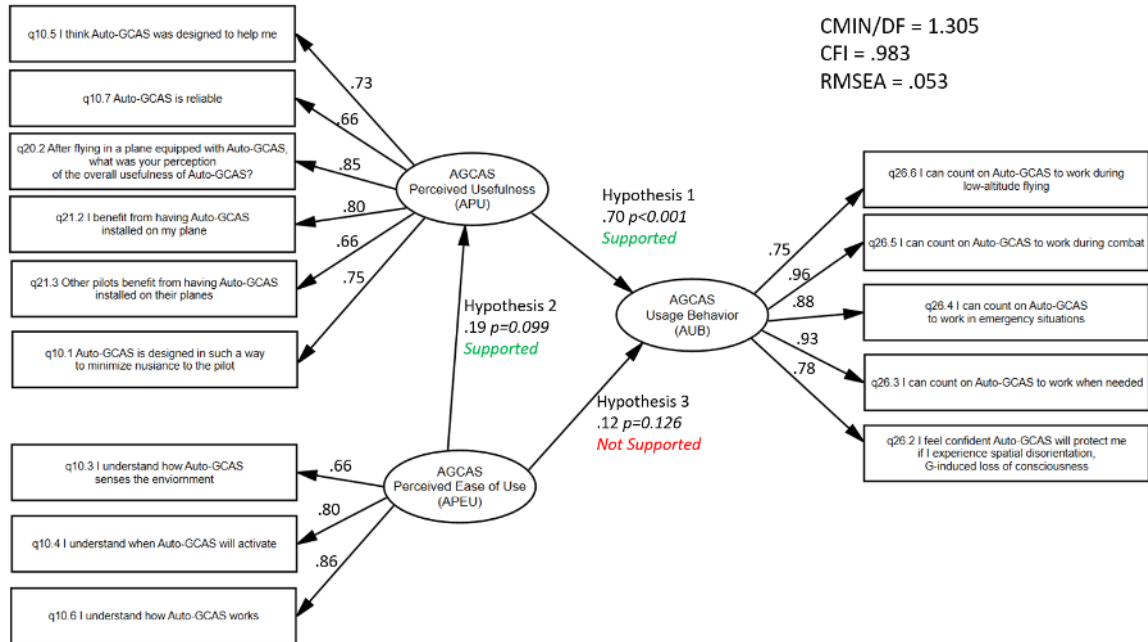 q10.5 I think Auto-GCAS was designed to help me
q10.7 Auto-GCAS is reliable
q20.2 After flying in a plane equipped with Auto-GCAS,
what was your perception
of the overall usefulness of Auto-GCAS?
q21.2 I benefit from having Auto-GCAS
installed on my plane
q21.3 Other pilots benefit from having Auto-GCAS
installed on their planes
q10.1 Auto-GCAS is designed in such a way
to minimize nusiance to the pilot
.73
.66
.85
.80
.66
.75
AGCAS
Perceived Usefulness
(APU)
CMIN/DF = 1.305
CFI = .983
RMSEA = .053
Hypothesis 1
.70 p<0.001
Supported
Hypothesis 2
.19 p=0.099
Supported
Hypothesis 3
.12 p=0.126
Not Supported
q10.3 I understand how Auto-GCAS
senses the enviornment
q10.4 I understand when Auto-GCAS will activate
q10.6 I understand how Auto-GCAS works
.66
.80
.86
AGCAS
Perceived Ease of Use
(APEU)
AGCAS
Usage Behavior
(AUB)
.75
.96
.88
.93
.78
q26.6 I can count on Auto-GCAS to work during
low-altitude flying
q26.5 I can count on Auto-GCAS to work during combat
q26.4 I can count on Auto-GCAS
to work in emergency situations
q26.3 I can count on Auto-GCAS to work when needed
q26.2 I feel confident Auto-GCAS will protect me
if I experience spatial disorientation,
G-induced loss of consciousness